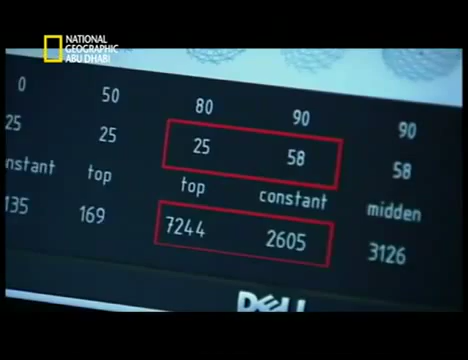 NATIONAL
GEOGRAPHIC
ABU DHABI
0 50 80 90 90
25 25 25 58 58
nstant top top constant midden
135 169 7244 2605 3126
DELL